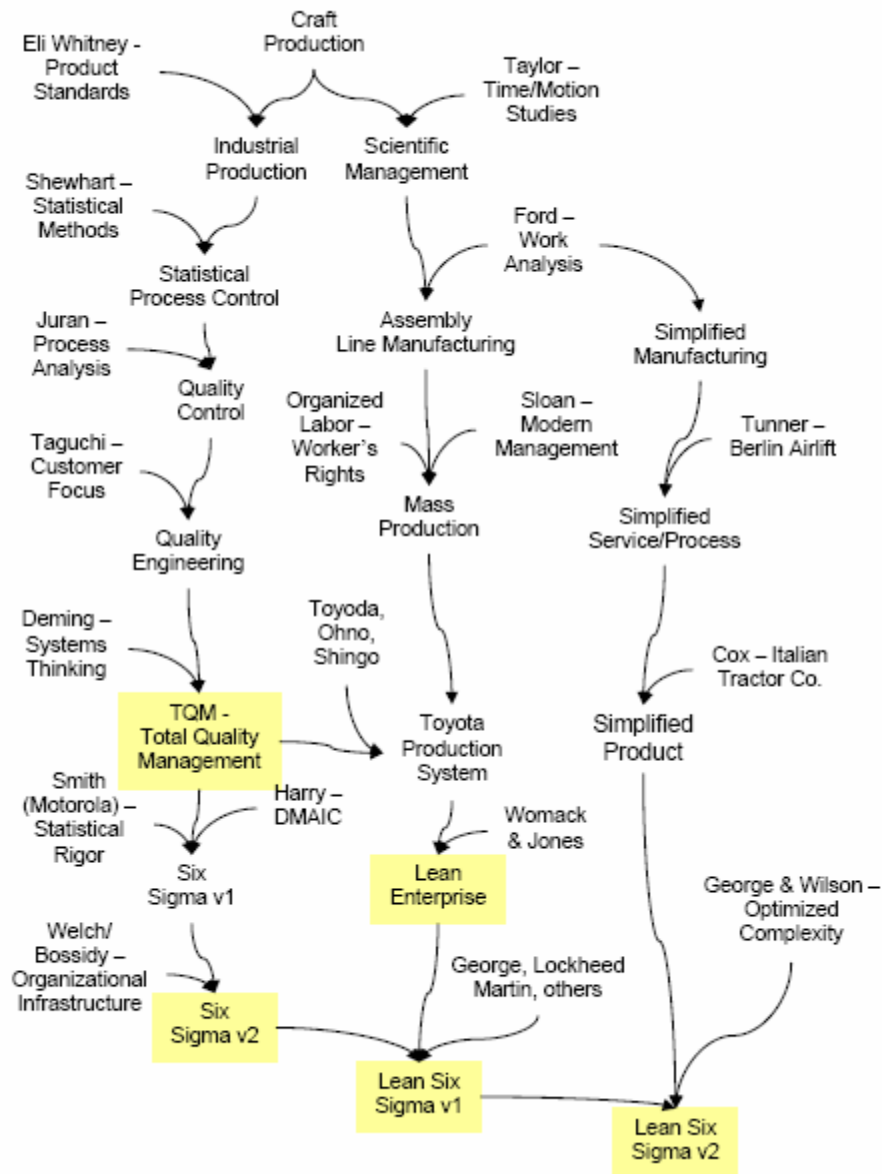 Craft
Production
Eli Whitney -
Product
Standards
Taylor –
Time/Motion
Studies
Industrial
Production
Scientific
Management
Shewhart –
Statistical
Methods
Ford –
Work
Analysis
Statistical
Process Control
Assembly
Line Manufacturing
Simplified
Manufacturing
Juran –
Process
Analysis
Quality
Control
Organized
Labor –
Worker's
Rights
Sloan –
Modern
Management
Tunner –
Berlin Airlift
Taguchi –
Customer
Focus
Mass
Production
Simplified
Service/Process
Quality
Engineering
Deming –
Systems
Thinking
Toyoda,
Ohno,
Shingo
Cox – Italian
Tractor Co.
TQM -
Total Quality
Management
Toyota
Production
System
Simplified
Product
Smith
(Motorola) –
Statistical
Rigor
Harry –
DMAIC
Womack
& Jones
Six
Sigma v1
Lean
Enterprise
George & Wilson –
Optimized
Complexity
Welch/
Bossidy –
Organizational
Infrastructure
George, Lockheed
Martin, others
Six
Sigma v2
Lean Six
Sigma v1
Lean Six
Sigma v2